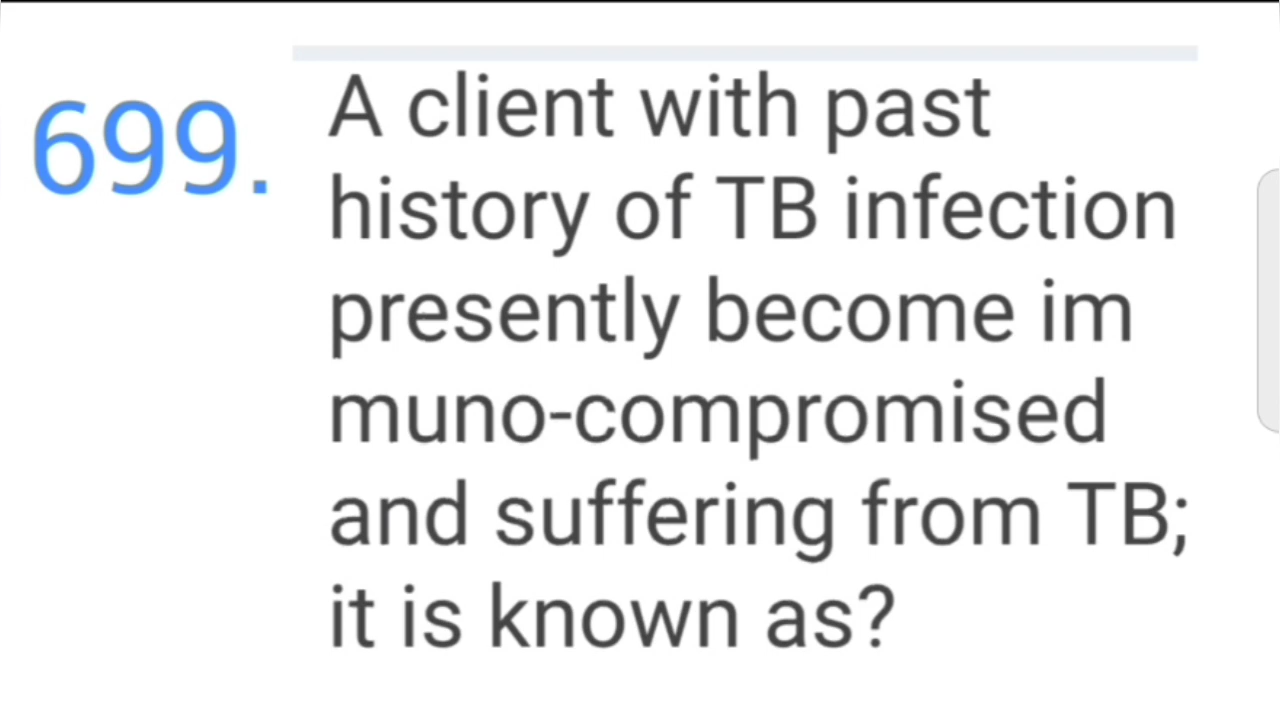 699.
A client with past
history of TB infection
presently become im
muno-compromised
and suffering from TB;
it is known as?